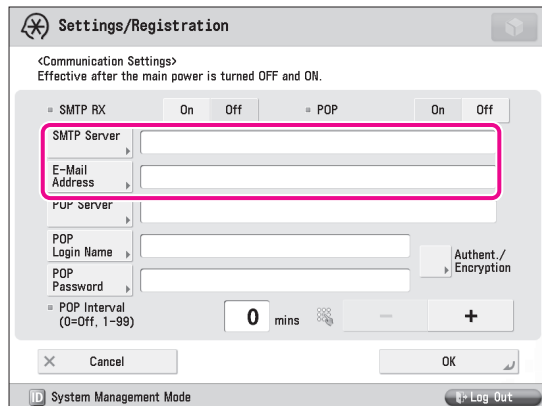 Settings/Registration
<Communication Settings>
Effective after the main power is turned OFF and ON.
SMTP RX On Off POP On Off
SMTP Server
E-Mail
Address
POP Server
POP
Login Name
Authent./
Encryption
POP
Password
POP Interval
(0=Off, 1-99)
0 mins − +
× Cancel OK
ID System Management Mode Log Out